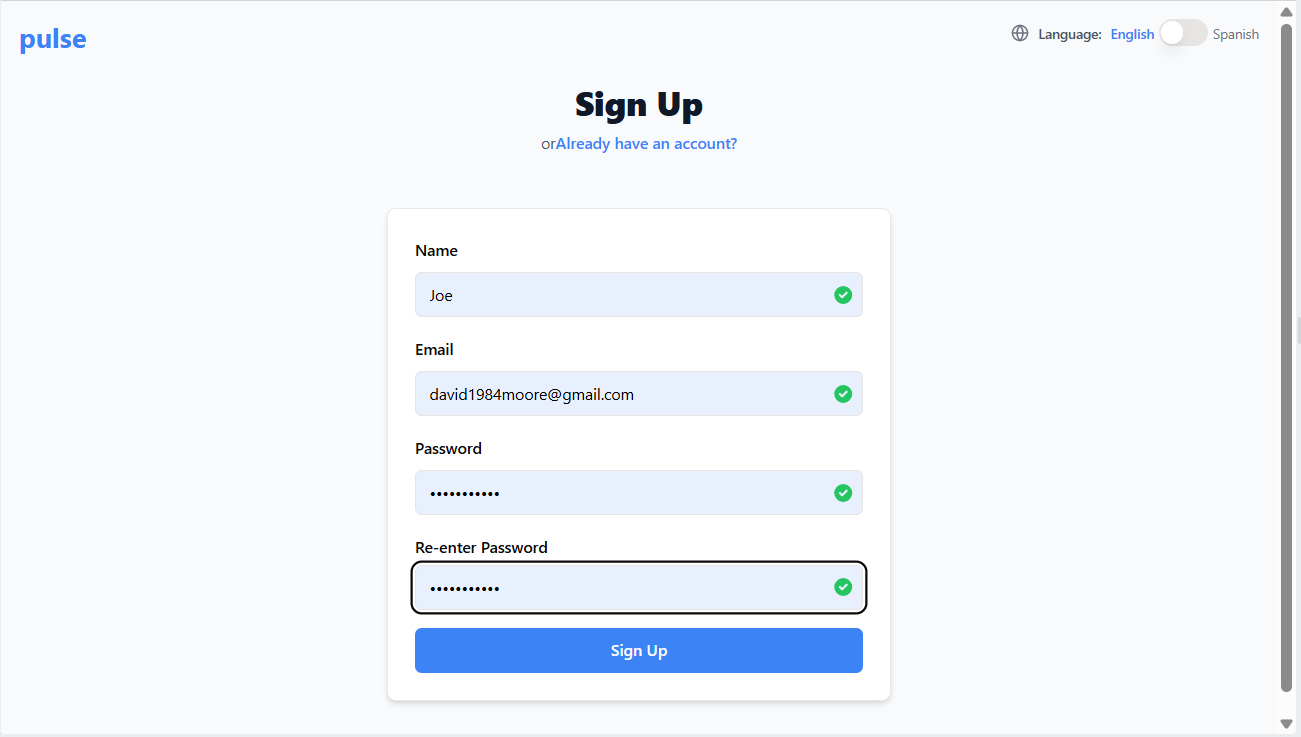 pulse
Language: English Spanish
Sign Up
orAlready have an account?
Name
Joe
Email
david1984moore@gmail.com
Password
•••••••••••
Re-enter Password
•••••••••••
Sign Up